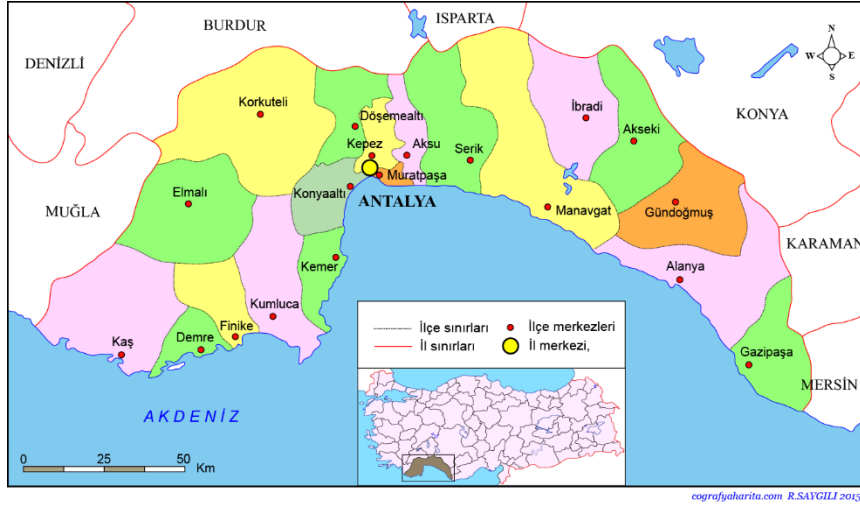 ISPARTA
BURDUR
N
W E
S
DENİZLİ
Korkuteli
İbradi
KONYA
Döşemealtı
Akseki
Kepez
Aksu
Serik
Muratpaşa
Elmalı
Konyaaltı
ANTALYA
Manavgat
Gündoğmuş
MUĞLA
KARAMAN
Kemer
Alanya
Kumluca
Finike
Demre
Kaş
İlçe sınırları
İlçe merkezleri
İl sınırları
İl merkezi,
Gazipaşa
MERSİN
AKDENİZ
0 25 50
Km
cografyaharita.com R.SAYGILI 2015